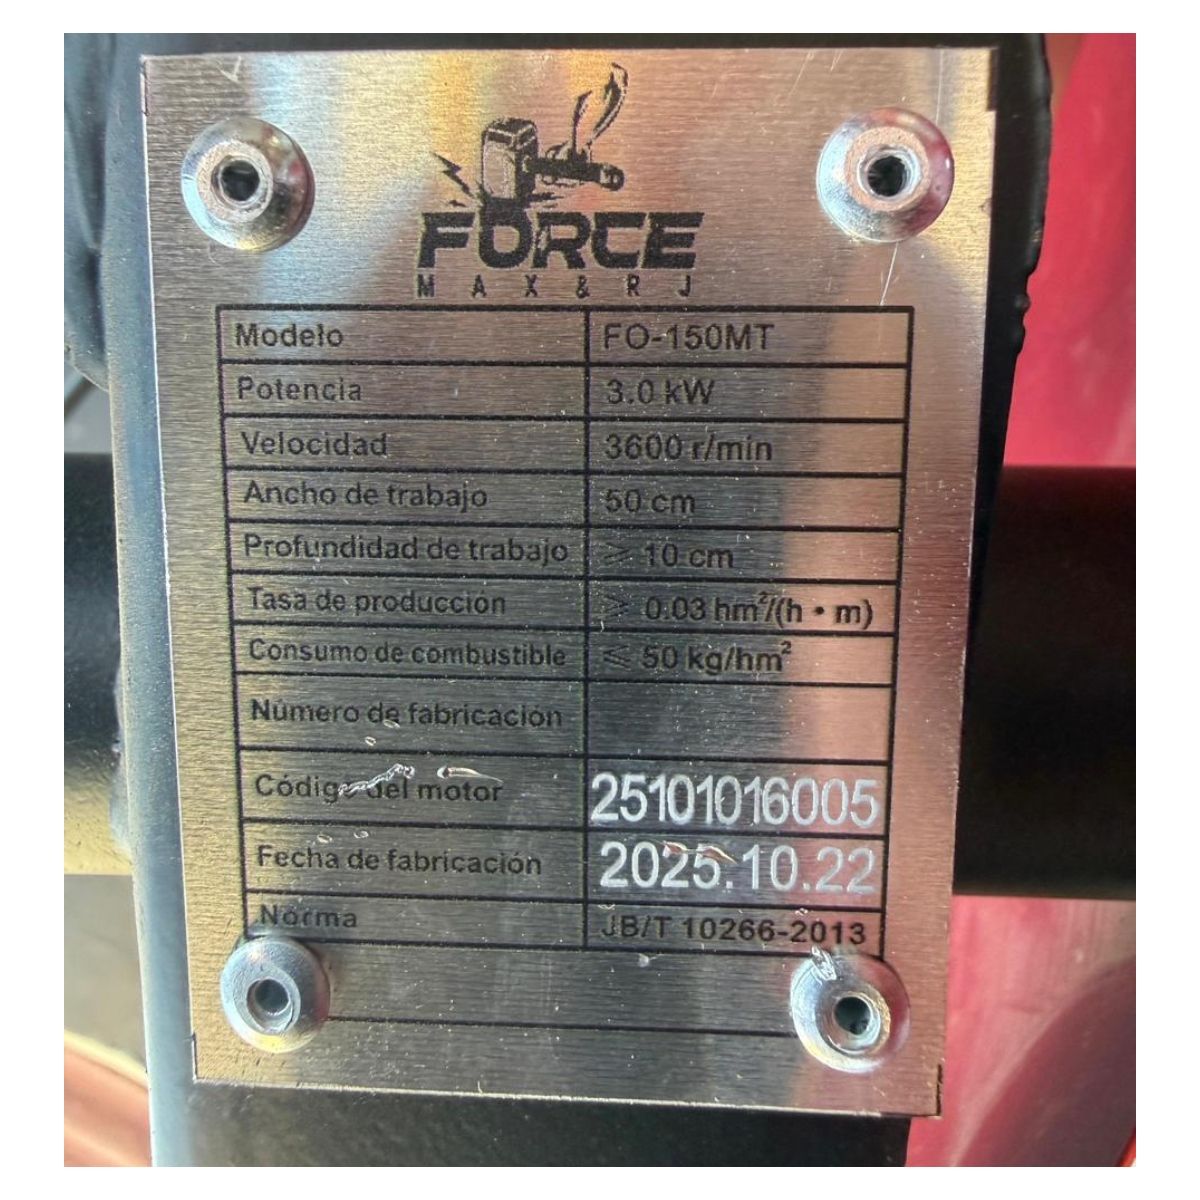 FORCE
MAX&RJ
Modelo FO-150MT
Potencia 3.0 kW
Velocidad 3600 r/min
Ancho de trabajo 50 cm
Profundidad de trabajo ≥ 10 cm
Tasa de producción ≥ 0.03 hm²/(h・m)
Consumo de combustible ≤ 50 kg/hm²
Número de fabricación
Código del motor 25101016005
Fecha de fabricación 2025.10.22
Norma JB/T 10266-2013